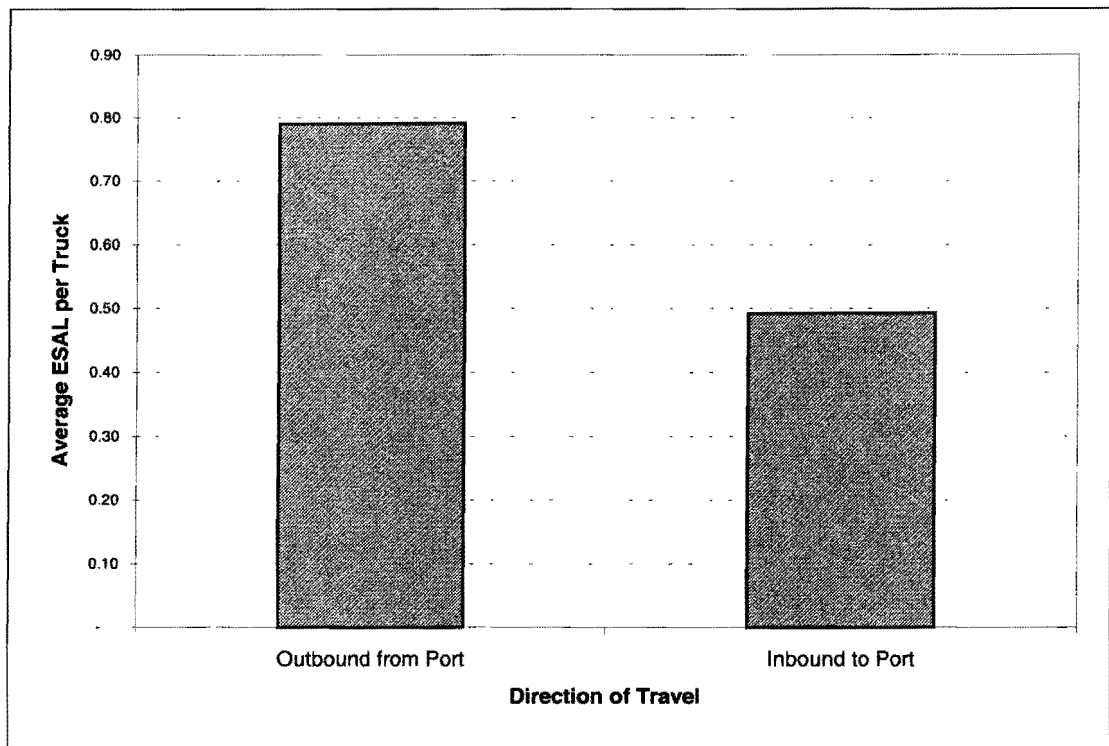 0.90
0.80
0.70
0.60
0.50
0.40
0.30
0.20
0.10
-
Average ESAL per Truck
Outbound from Port
Inbound to Port
Direction of Travel